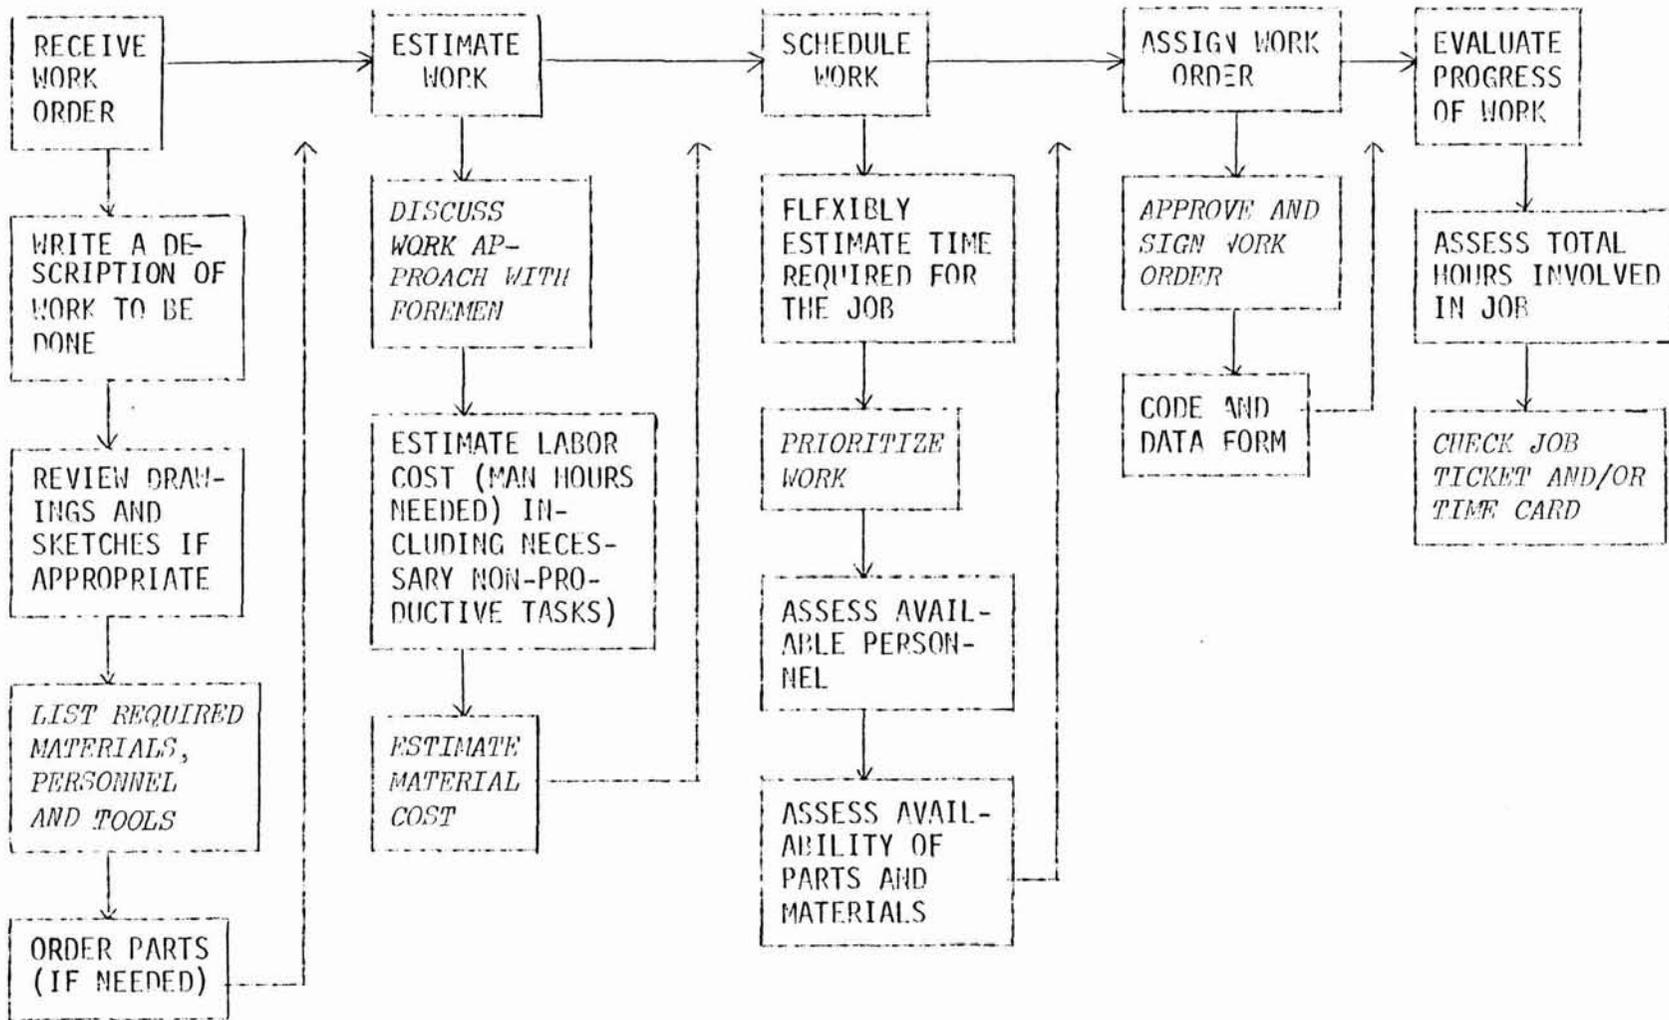 RECEIVE
WORK
ORDER
WRITE A DE-
SCRIPTION OF
WORK TO BE
DONE
REVIEW DRAW-
INGS AND
SKETCHES IF
APPROPRIATE
LIST REQUIRED
MATERIALS,
PERSONNEL
AND TOOLS
ORDER PARTS
(IF NEEDED)
ESTIMATE
WORK
DISCUSS
WORK AP-
PROACH WITH
FOREMEN
ESTIMATE LABOR
COST (MAN HOURS
NEEDED) IN-
CLUDING NECES-
SARY NON-PRO-
DUCTIVE TASKS)
ESTIMATE
MATERIAL
COST
SCHEDULE
WORK
FLEXIBLY
ESTIMATE TIME
REQUIRED FOR
THE JOB
PRIORITIZE
WORK
ASSESS AVAIL-
ABLE PERSON-
NEL
ASSESS AVAIL-
ABILITY OF
PARTS AND
MATERIALS
ASSIGN WORK
ORDER
APPROVE AND
SIGN WORK
ORDER
CODE AND
DATA FORM
EVALUATE
PROGRESS
OF WORK
ASSESS TOTAL
HOURS INVOLVED
IN JOB
CHECK JOB
TICKET AND/OR
TIME CARD